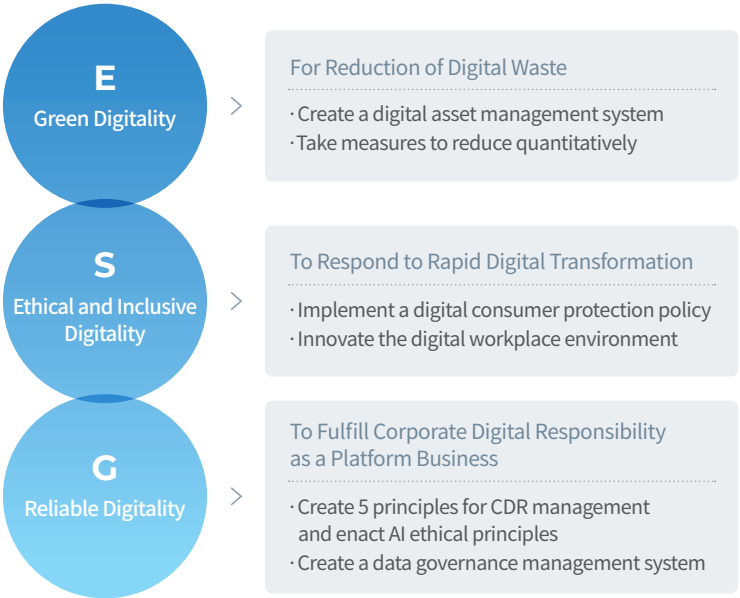 E
Green Digitality
For Reduction of Digital Waste
· Create a digital asset management system
· Take measures to reduce quantitatively
S
Ethical and Inclusive
Digitality
To Respond to Rapid Digital Transformation
· Implement a digital consumer protection policy
· Innovate the digital workplace environment
G
Reliable Digitality
To Fulfill Corporate Digital Responsibility
as a Platform Business
· Create 5 principles for CDR management
and enact AI ethical principles
· Create a data governance management system